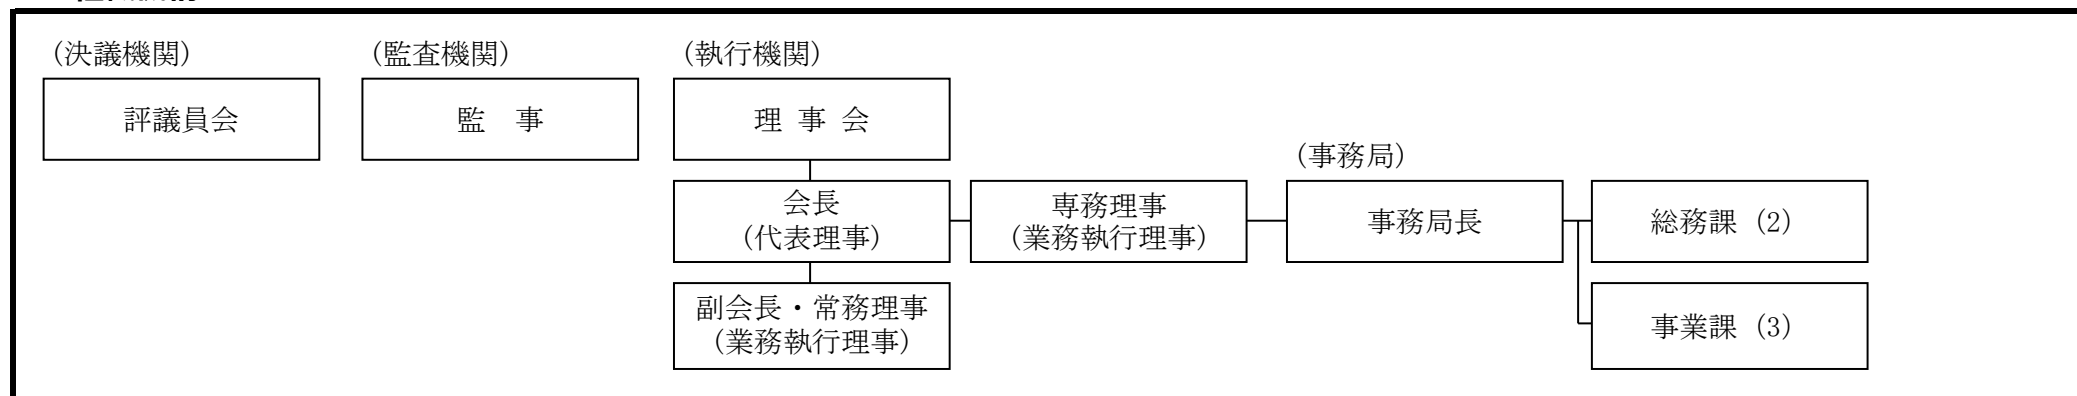 (決議機関)
(監査機関)
(執行機関)
評議員会
監　事
理 事 会
(事務局)
会長
(代表理事)
専務理事
(業務執行理事)
事務局長
総務課 (2)
副会長・常務理事
(業務執行理事)
事業課 (3)